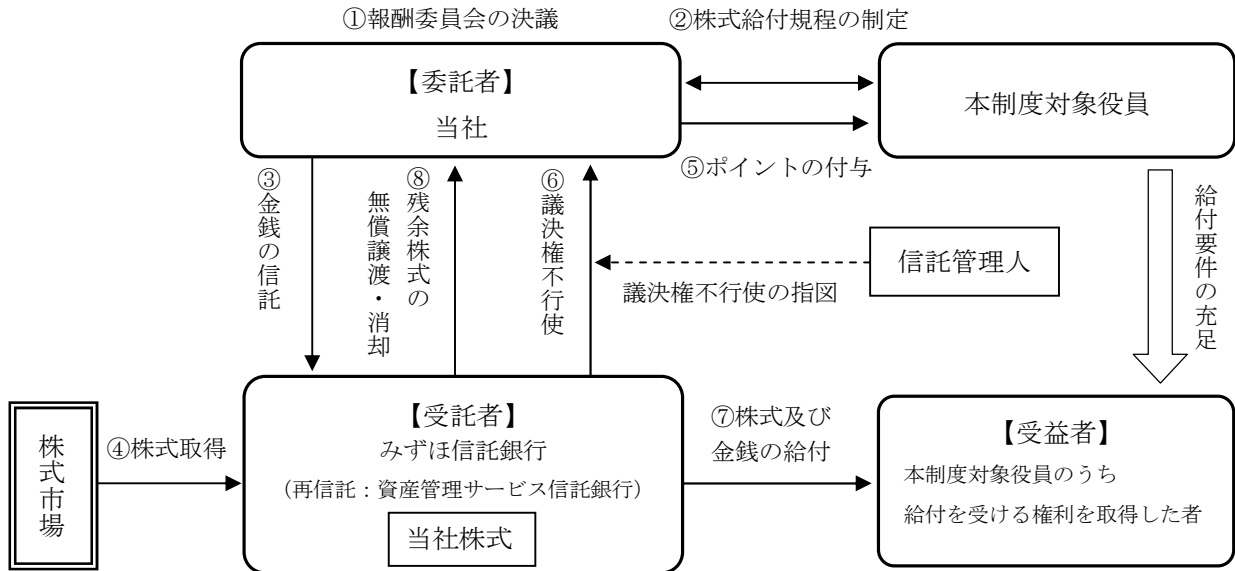 ①報酬委員会の決議
②株式給付規程の制定
【委託者】
当社
本制度対象役員
⑤ポイントの付与
③金銭の信託
⑧残余株式の
無償譲渡・消却
⑥議決権不行使
信託管理人
議決権不行使の指図
給付要件の充足
株式市場
④株式取得
【受託者】
みずほ信託銀行
（再信託：資産管理サービス信託銀行）
当社株式
⑦株式及び
金銭の給付
【受益者】
本制度対象役員のうち
給付を受ける権利を取得した者